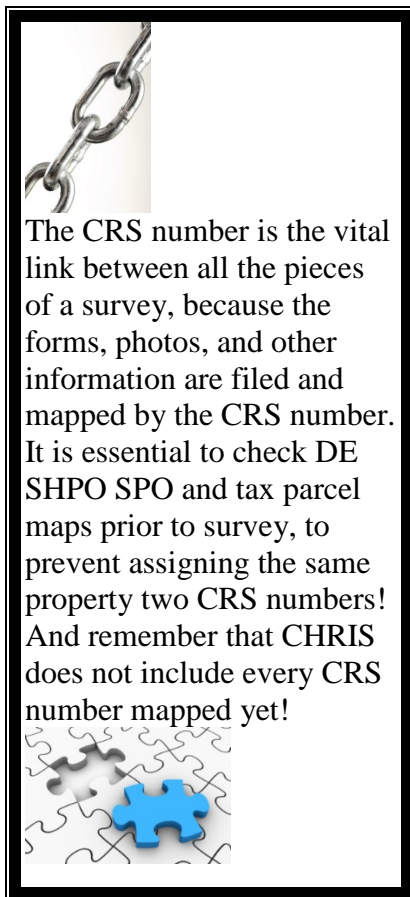 The CRS number is the vital
link between all the pieces
of a survey, because the
forms, photos, and other
information are filed and
mapped by the CRS number.
It is essential to check DE
SHPO SPO and tax parcel
maps prior to survey, to
prevent assigning the same
property two CRS numbers!
And remember that CHRIS
does not include every CRS
number mapped yet!